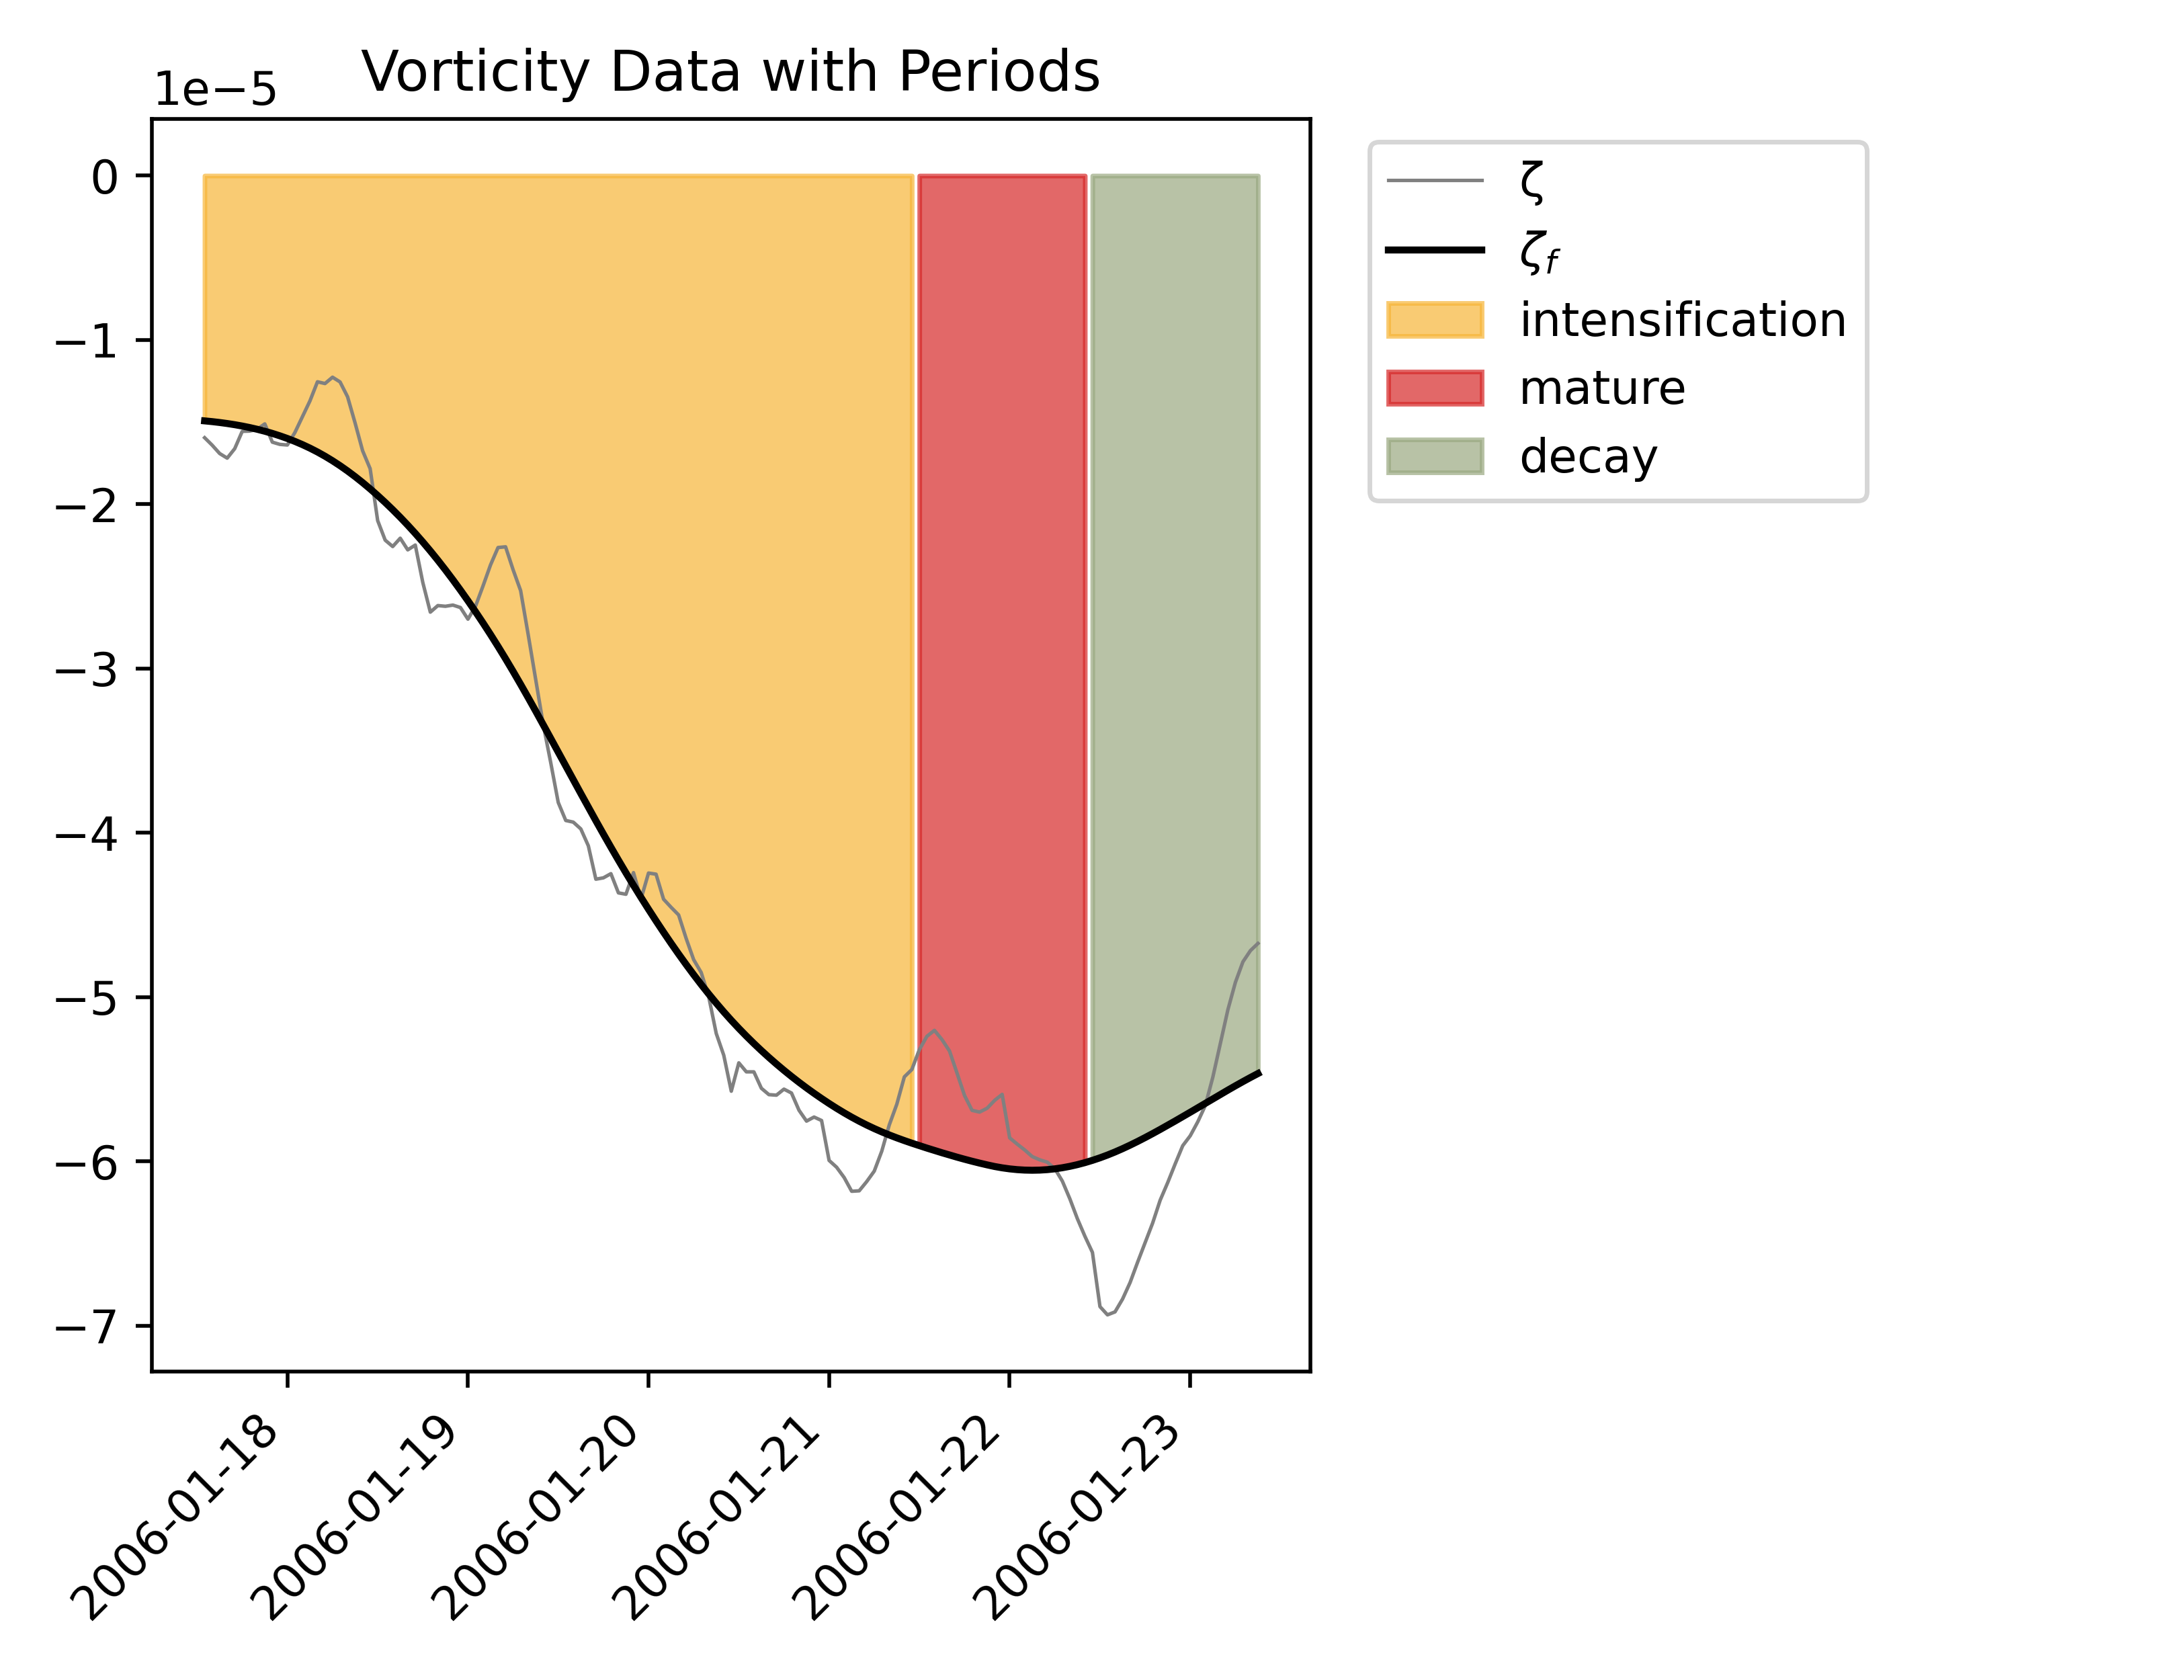 Vorticity Data with Periods
1e−5
0
−1
−2
−3
−4
−5
−6
−7
2006-01-18
2006-01-19
2006-01-20
2006-01-21
2006-01-22
2006-01-23
ζ
ζf
intensification
mature
decay